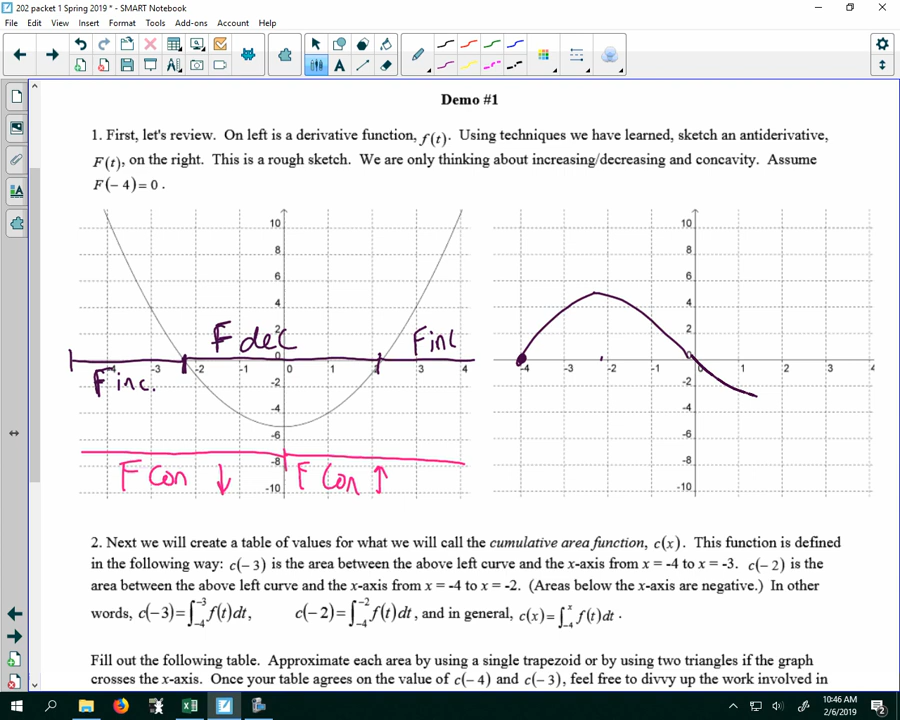 202 packet 1 Spring 2019 * - SMART Notebook
File Edit View Insert Format Tools Add-ons Account Help
Demo #1
1. First, let's review. On left is a derivative function, f(t). Using techniques we have learned, sketch an antiderivative,
F(t), on the right. This is a rough sketch. We are only thinking about increasing/decreasing and concavity. Assume
F(-4)=0.
10
8
6
4
2
0
-2
-4
-6
-8
-10
-4 -3 -2 -1 0 1 2 3 4
F inc.
F dec
F inc
F Con ↓
F Con ↑
10
8
6
4
2
0
-2
-4
-6
-8
-10
-4 -3 -2 -1 0 1 2 3 4
2. Next we will create a table of values for what we will call the cumulative area function, c(x). This function is defined
in the following way: c(-3) is the area between the above left curve and the x-axis from x = -4 to x = -3. c(-2) is the
area between the above left curve and the x-axis from x = -4 to x = -2. (Areas below the x-axis are negative.) In other
words, c(-3)=∫₋₄⁻³ f(t)dt, c(-2)=∫₋₄⁻² f(t)dt, and in general, c(x)=∫₋₄ˣ f(t)dt.
Fill out the following table. Approximate each area by using a single trapezoid or by using two triangles if the graph
crosses the x-axis. Once your table agrees on the value of c(-4) and c(-3), feel free to divvy up the work involved in
10:46 AM
2/6/2019
2